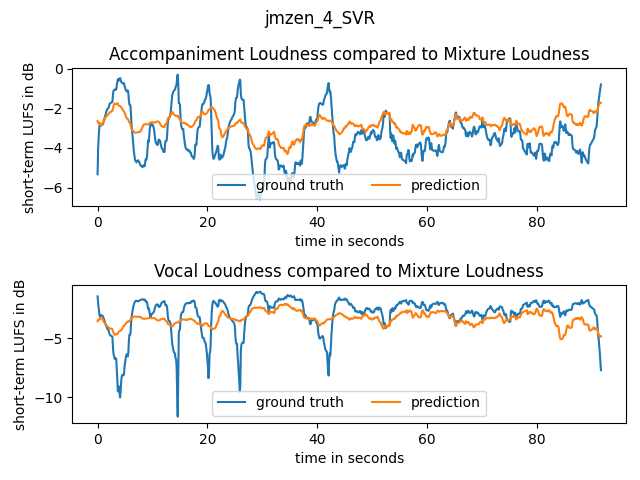 jmzen_4_SVR
Accompaniment Loudness compared to Mixture Loudness
short-term LUFS in dB
0
−2
−4
−6
ground truth
prediction
0
20
40
60
80
time in seconds
Vocal Loudness compared to Mixture Loudness
short-term LUFS in dB
−5
−10
ground truth
prediction
0
20
40
60
80
time in seconds